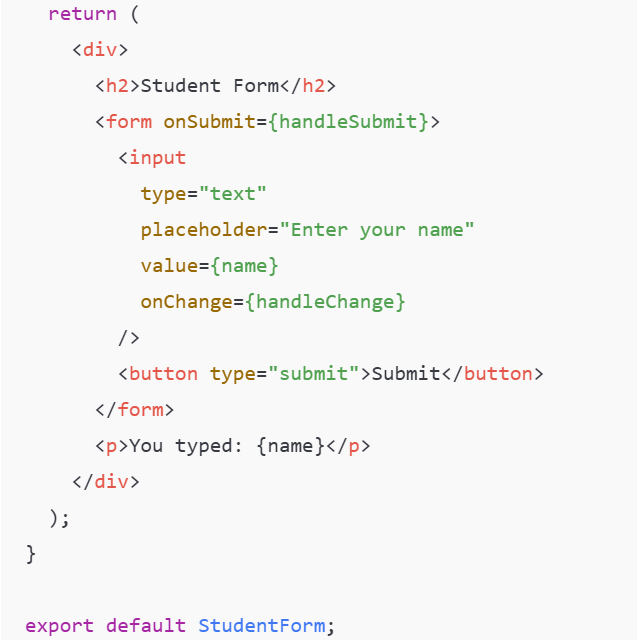 return (
<div>
<h2>Student Form</h2>
<form onSubmit={handleSubmit}>
<input
type="text"
placeholder="Enter your name"
value={name}
onChange={handleChange}
/>
<button type="submit">Submit</button>
</form>
<p>You typed: {name}</p>
</div>
);
}
export default StudentForm;